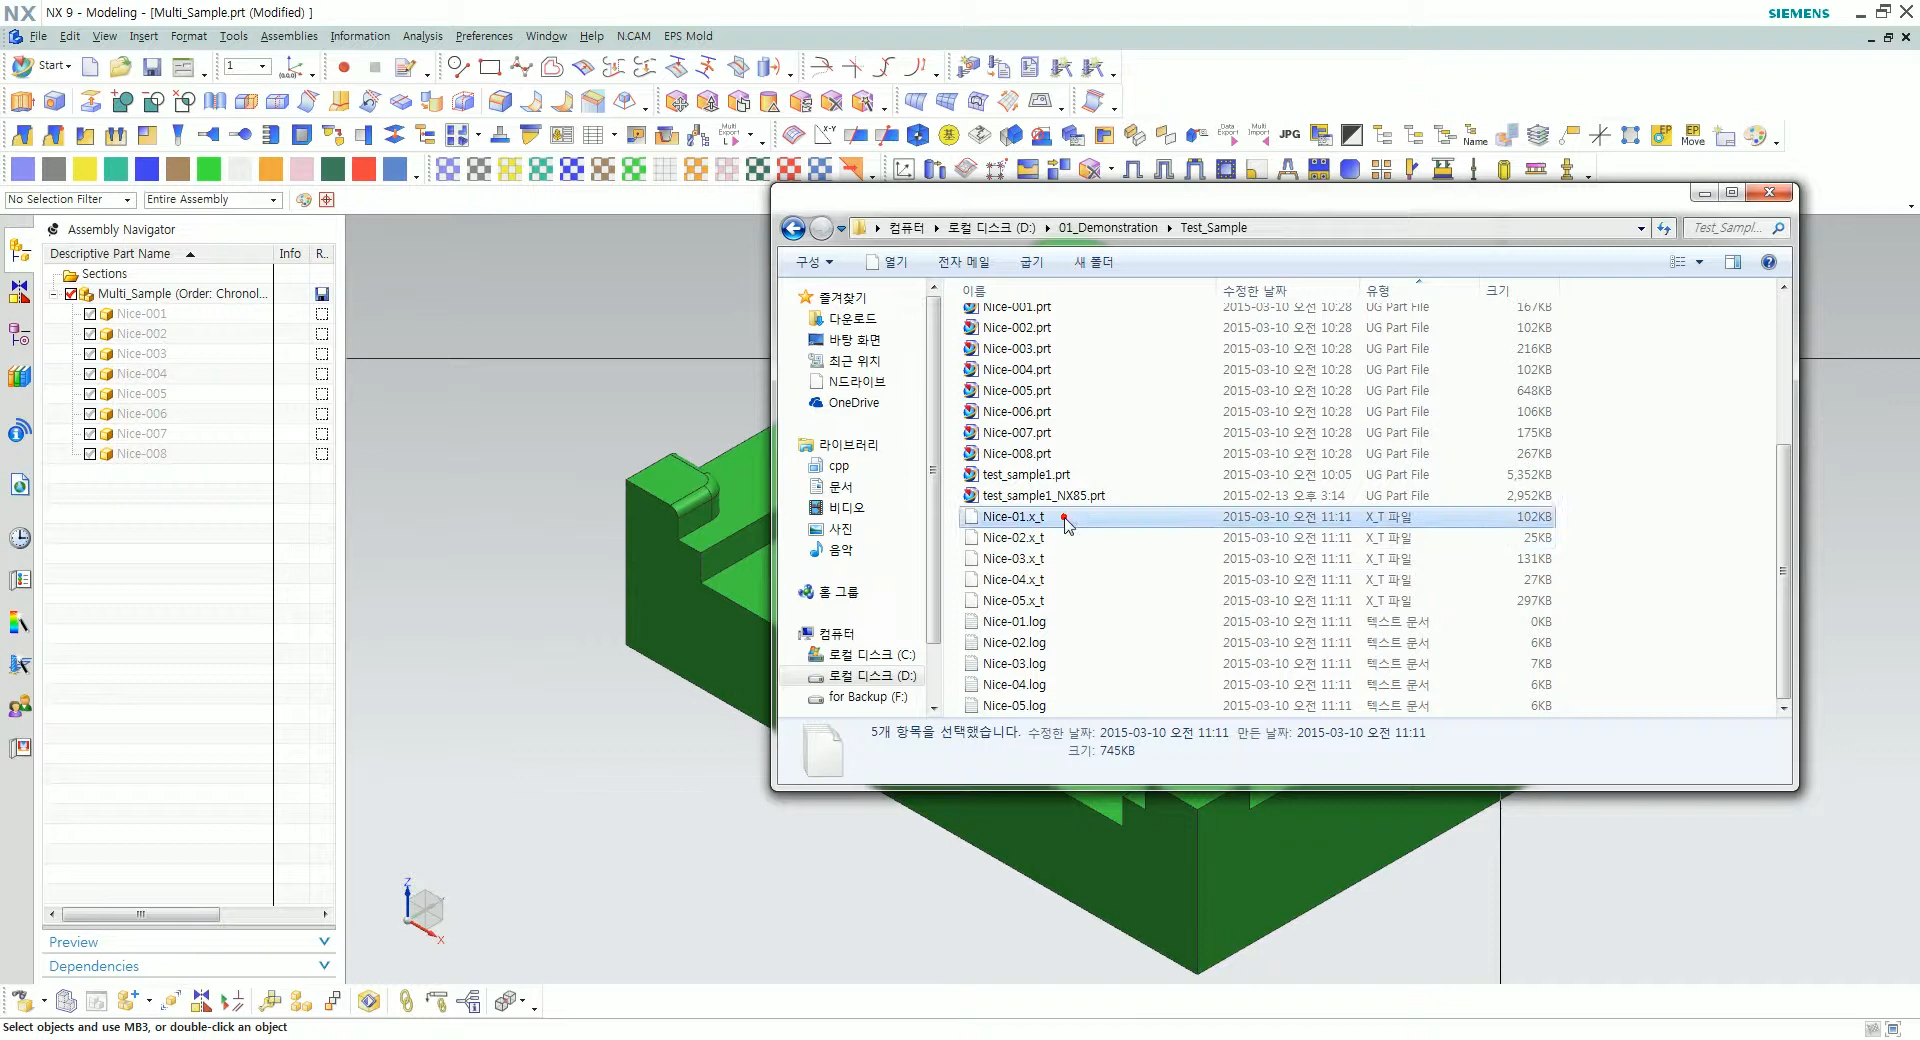 NX NX 9 - Modeling - [Multi_Sample.prt (Modified) ] SIEMENS
File Edit View Insert Format Tools Assemblies Information Analysis Preferences Window Help N.CAM EPS Mold
Start 1
JPG Name EP EP Move
No Selection Filter Entire Assembly
Assembly Navigator
Descriptive Part Name Info R..
Sections
Multi_Sample (Order: Chronol...
Nice-001
Nice-002
Nice-003
Nice-004
Nice-005
Nice-006
Nice-007
Nice-008
Preview
Dependencies
컴퓨터 로컬 디스크 (D:) 01_Demonstration Test_Sample Test_Sampl...
구성 열기 전자 메일 굽기 새 폴더
즐겨찾기
다운로드
바탕 화면
최근 위치
N드라이브
OneDrive
라이브러리
cpp
문서
비디오
사진
음악
홈 그룹
컴퓨터
로컬 디스크 (C:)
로컬 디스크 (D:)
for Backup (F:)
이름 수정한 날짜 유형 크기
Nice-001.prt 2015-03-10 오전 10:28 UG Part File 167KB
Nice-002.prt 2015-03-10 오전 10:28 UG Part File 102KB
Nice-003.prt 2015-03-10 오전 10:28 UG Part File 216KB
Nice-004.prt 2015-03-10 오전 10:28 UG Part File 102KB
Nice-005.prt 2015-03-10 오전 10:28 UG Part File 648KB
Nice-006.prt 2015-03-10 오전 10:28 UG Part File 106KB
Nice-007.prt 2015-03-10 오전 10:28 UG Part File 175KB
Nice-008.prt 2015-03-10 오전 10:28 UG Part File 267KB
test_sample1.prt 2015-03-10 오전 10:05 UG Part File 5,352KB
test_sample1_NX85.prt 2015-02-13 오후 3:14 UG Part File 2,952KB
Nice-01.x_t 2015-03-10 오전 11:11 X_T 파일 102KB
Nice-02.x_t 2015-03-10 오전 11:11 X_T 파일 25KB
Nice-03.x_t 2015-03-10 오전 11:11 X_T 파일 131KB
Nice-04.x_t 2015-03-10 오전 11:11 X_T 파일 27KB
Nice-05.x_t 2015-03-10 오전 11:11 X_T 파일 297KB
Nice-01.log 2015-03-10 오전 11:11 텍스트 문서 0KB
Nice-02.log 2015-03-10 오전 11:11 텍스트 문서 6KB
Nice-03.log 2015-03-10 오전 11:11 텍스트 문서 7KB
Nice-04.log 2015-03-10 오전 11:11 텍스트 문서 6KB
Nice-05.log 2015-03-10 오전 11:11 텍스트 문서 6KB
5개 항목을 선택했습니다. 수정한 날짜: 2015-03-10 오전 11:11 만든 날짜: 2015-03-10 오전 11:11
크기: 745KB
Z
X
Select objects and use MB3, or double-click an object